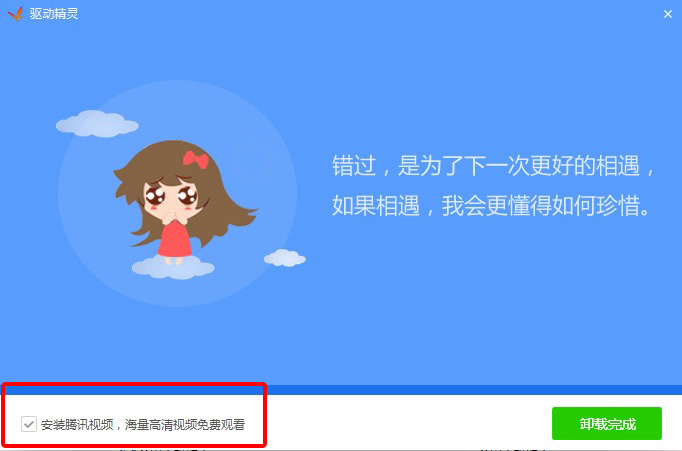 驱动精灵
错过，是为了下一次更好的相遇，
如果相遇，我会更懂得如何珍惜。
安装腾讯视频，海量高清视频免费观看
卸载完成